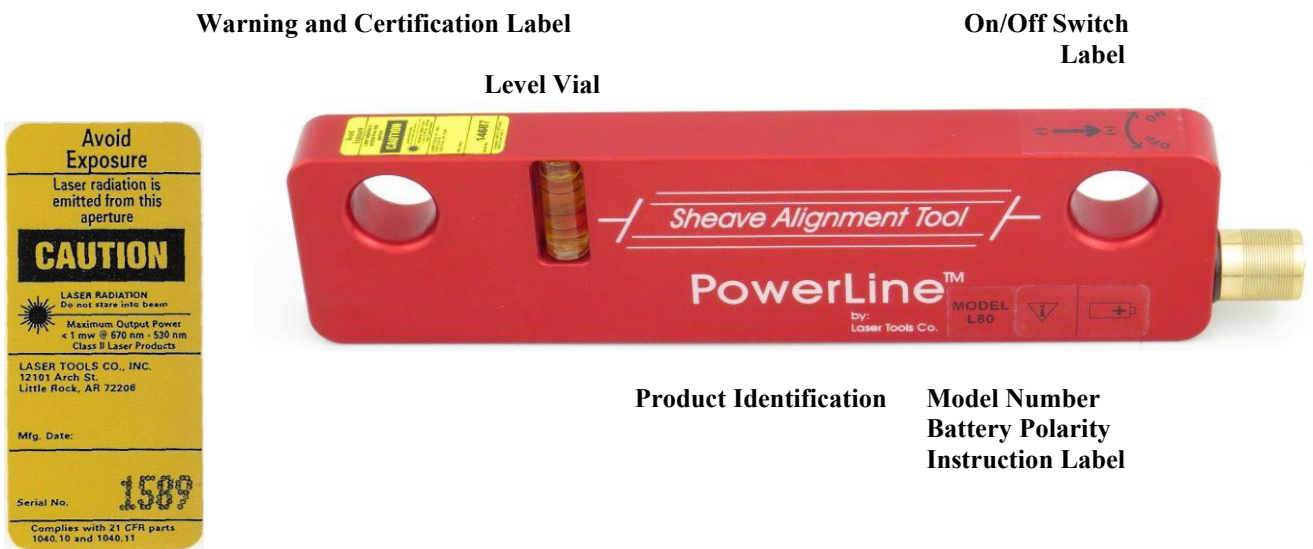 Warning and Certification Label
On/Off Switch
Label
Level Vial
Avoid
Exposure
Laser radiation is
emitted from this
aperture
CAUTION
LASER RADIATION
Do not stare into beam
Maximum Output Power
< 1 mw @ 670 nm - 530 nm
Class II Laser Products
LASER TOOLS CO., INC.
12101 Arch St.
Little Rock, AR 72206
Mfg. Date:
Serial No. 1589
Complies with 21 CFR parts
1040.10 and 1040.11
Avoid
Exposure
CAUTION
14687
(-) (+) ON
OFF
Sheave Alignment Tool
PowerLine™
by:
Laser Tools Co.
MODEL
L80
+
Product Identification
Model Number
Battery Polarity
Instruction Label